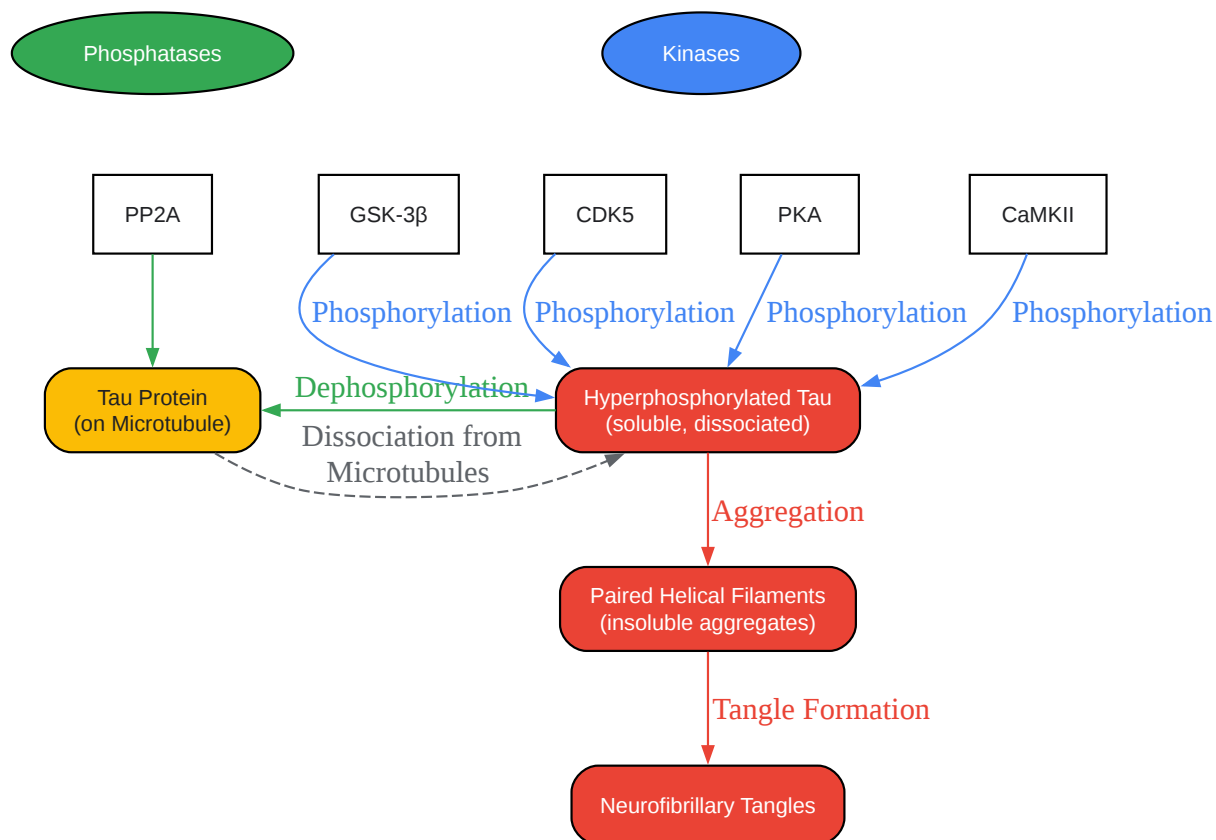 Phosphatases
Kinases
PP2A
GSK-3β
CDK5
PKA
CaMKII
Phosphorylation
Phosphorylation
Phosphorylation
Phosphorylation
Tau Protein
(on Microtubule)
Dephosphorylation
Hyperphosphorylated Tau
(soluble, dissociated)
Dissociation from
Microtubules
Aggregation
Paired Helical Filaments
(insoluble aggregates)
Tangle Formation
Neurofibrillary Tangles